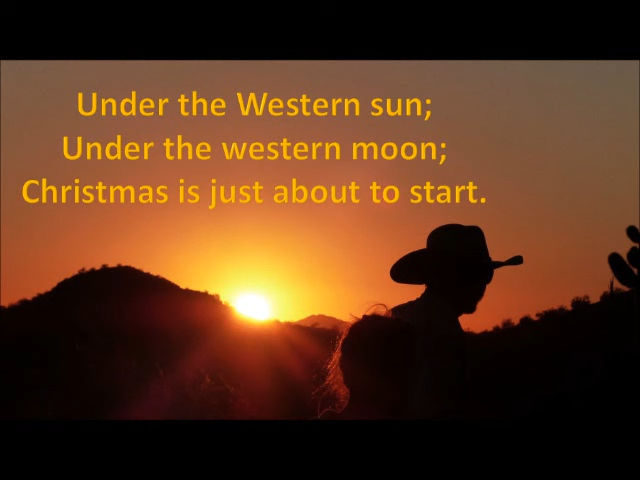 Under the Western sun;
Under the western moon;
Christmas is just about to start.